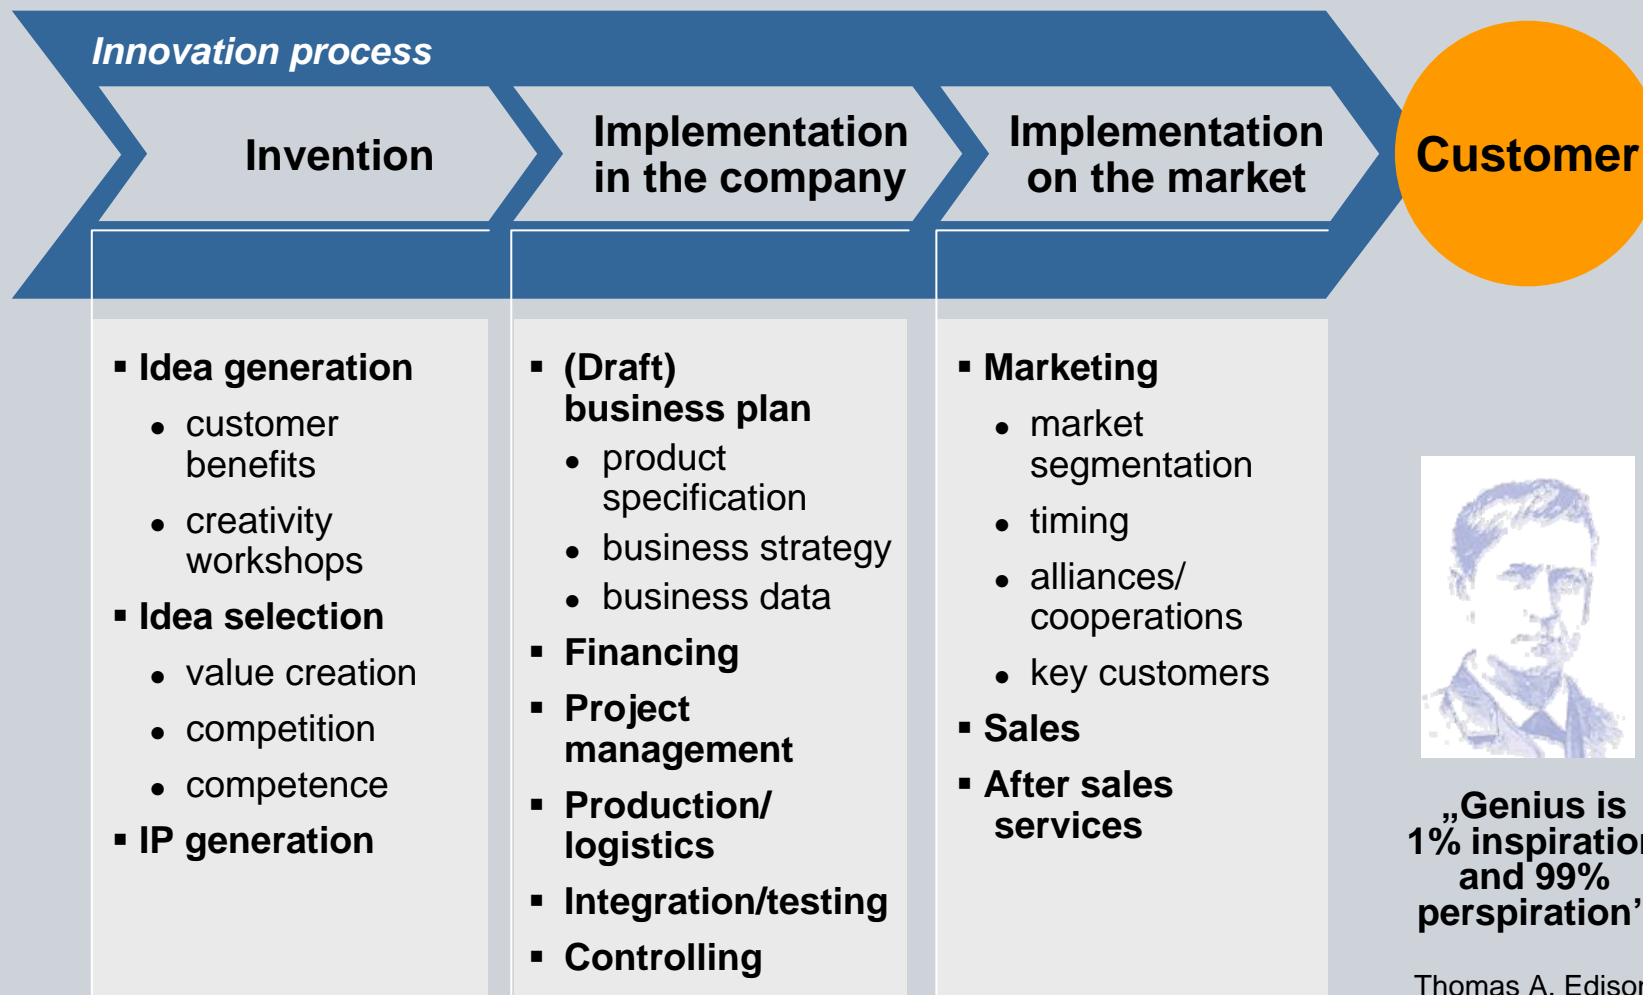 Innovation process
Invention
Implementation
in the company
Implementation
on the market
Customer
▪ Idea generation
• customer
benefits
• creativity
workshops
▪ Idea selection
• value creation
• competition
• competence
▪ IP generation
▪ (Draft)
business plan
• product
specification
• business strategy
• business data
▪ Financing
▪ Project
management
▪ Production/
logistics
▪ Integration/testing
▪ Controlling
▪ Marketing
• market
segmentation
• timing
• alliances/
cooperations
• key customers
▪ Sales
▪ After sales
services
„Genius is
1% inspiration
and 99%
perspiration”
Thomas A. Edison